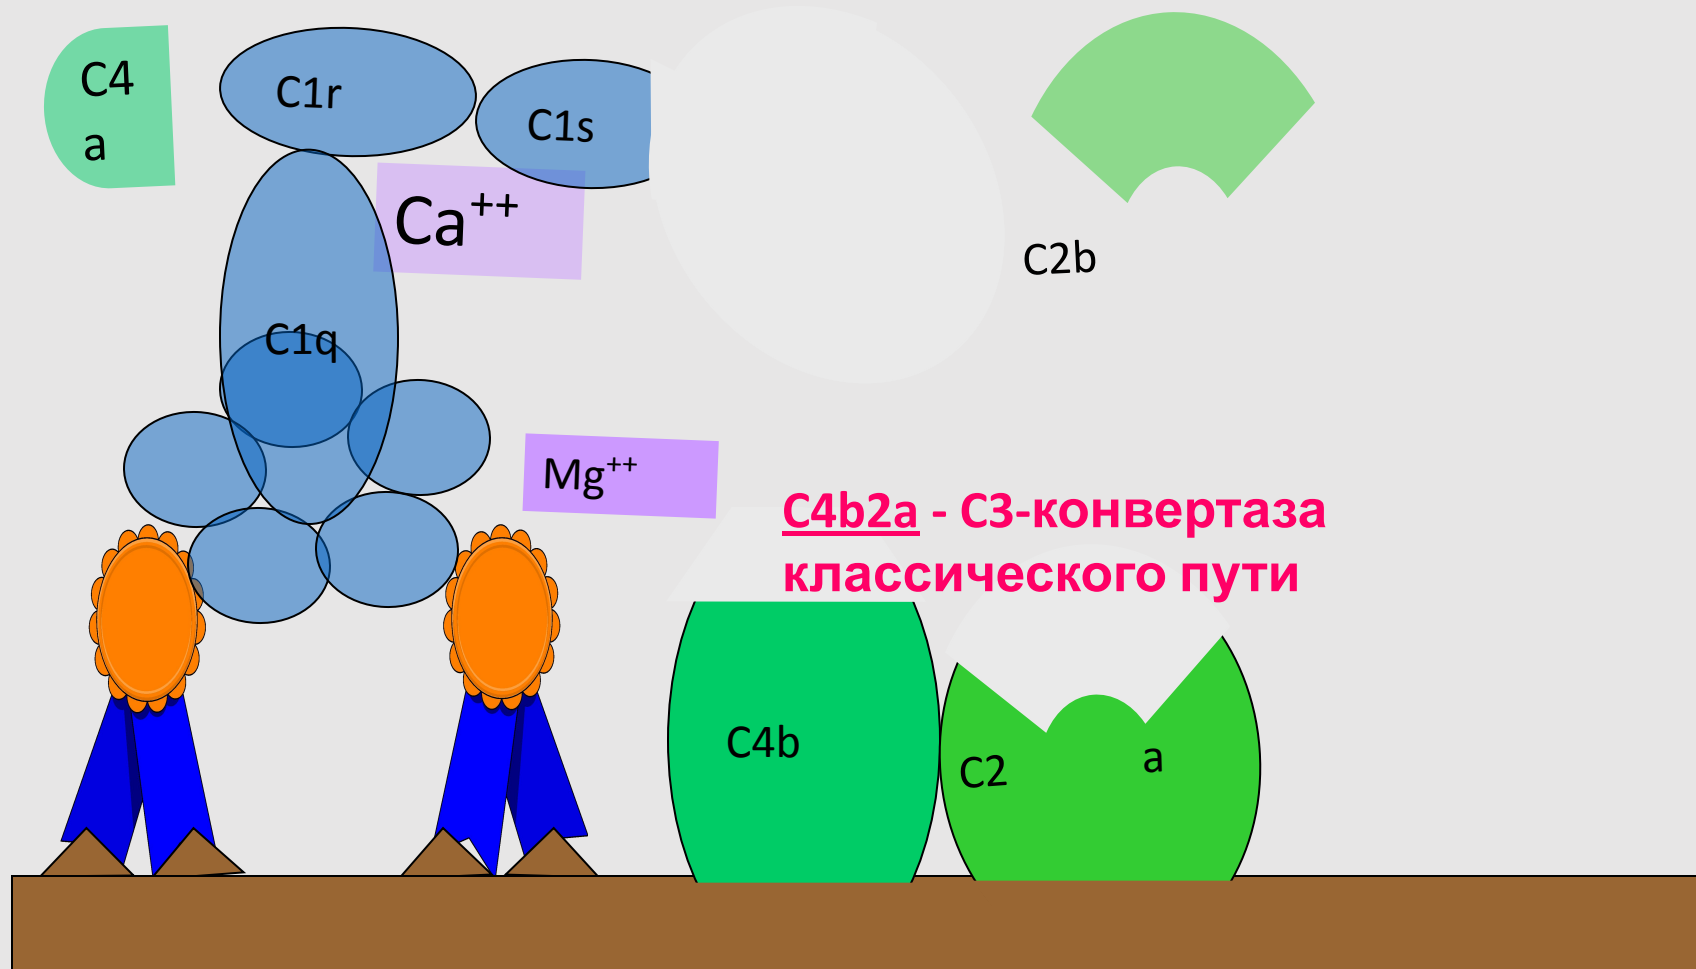 C4
a
C1r
C1s
Ca⁺⁺
C2b
C1q
Mg⁺⁺
C4b2a - C3-конвертаза
классического пути
C4b
C2
a